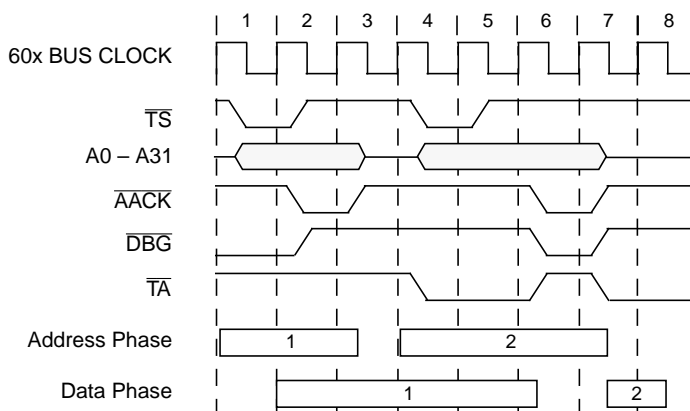 1 2 3 4 5 6 7 8
60x BUS CLOCK
TS
A0 – A31
AACK
DBG
TA
Address Phase 1 2
Data Phase 1 2